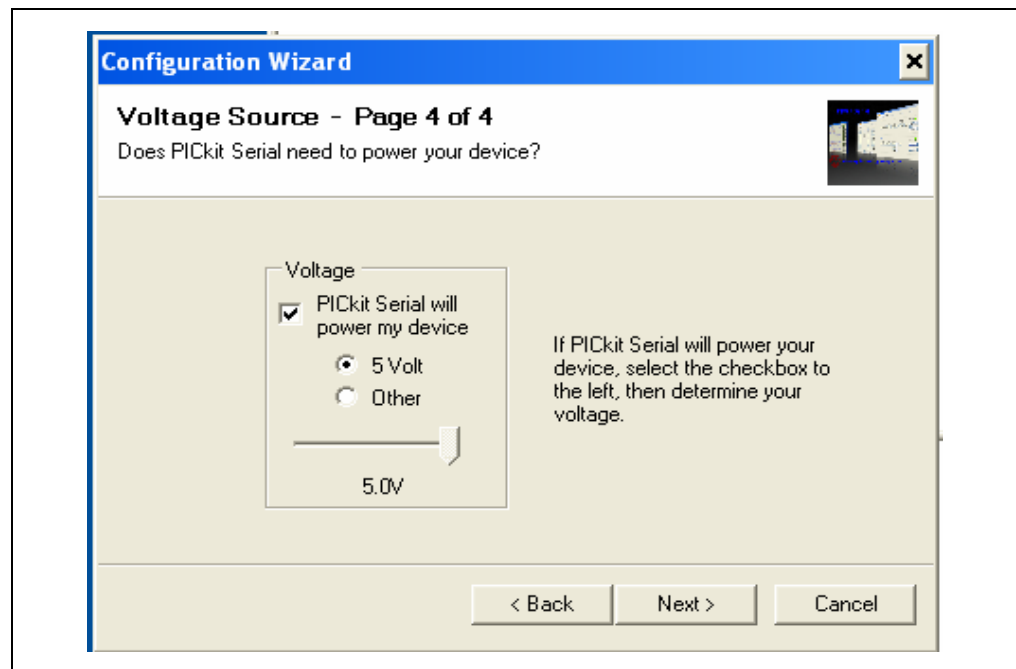 Configuration Wizard
Voltage Source - Page 4 of 4
Does PICkit Serial need to power your device?
Voltage
PICkit Serial will
power my device
5 Volt
Other
5.0V
If PICkit Serial will power your
device, select the checkbox to
the left, then determine your
voltage.
< Back
Next >
Cancel